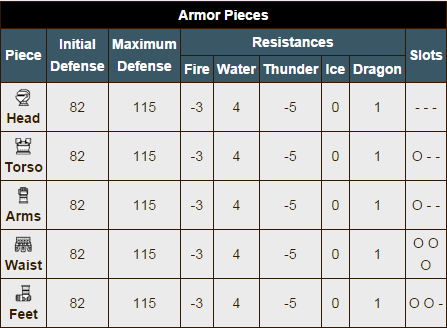 Armor Pieces
Piece Initial Defense Maximum Defense Resistances Slots
Fire Water Thunder Ice Dragon
Head 82 115 -3 4 -5 0 1 - - -
Torso 82 115 -3 4 -5 0 1 O - -
Arms 82 115 -3 4 -5 0 1 O - -
Waist 82 115 -3 4 -5 0 1 O O O
Feet 82 115 -3 4 -5 0 1 O O -